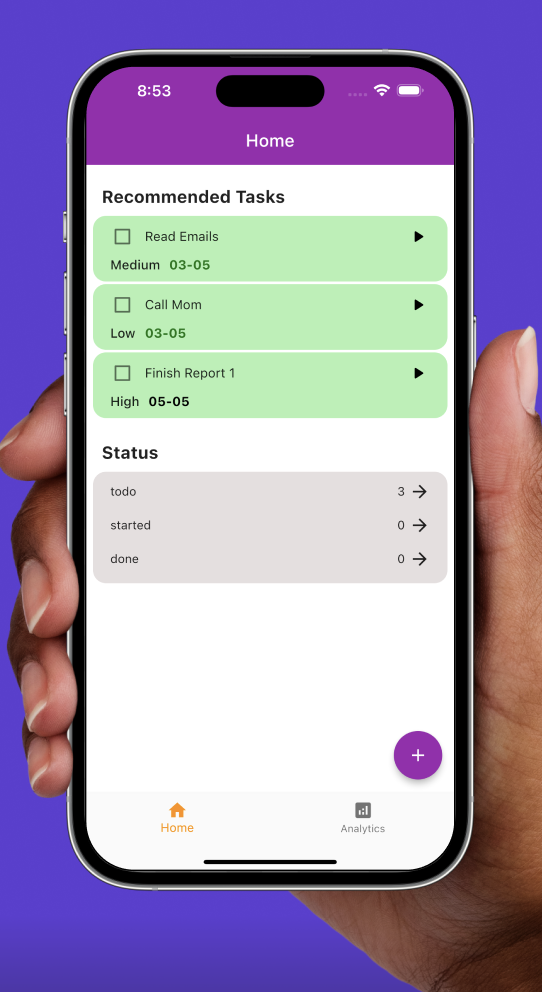 8:53
Home
Recommended Tasks
Read Emails
Medium 03-05
Call Mom
Low 03-05
Finish Report 1
High 05-05
Status
todo 3
started 0
done 0
+
Home Analytics